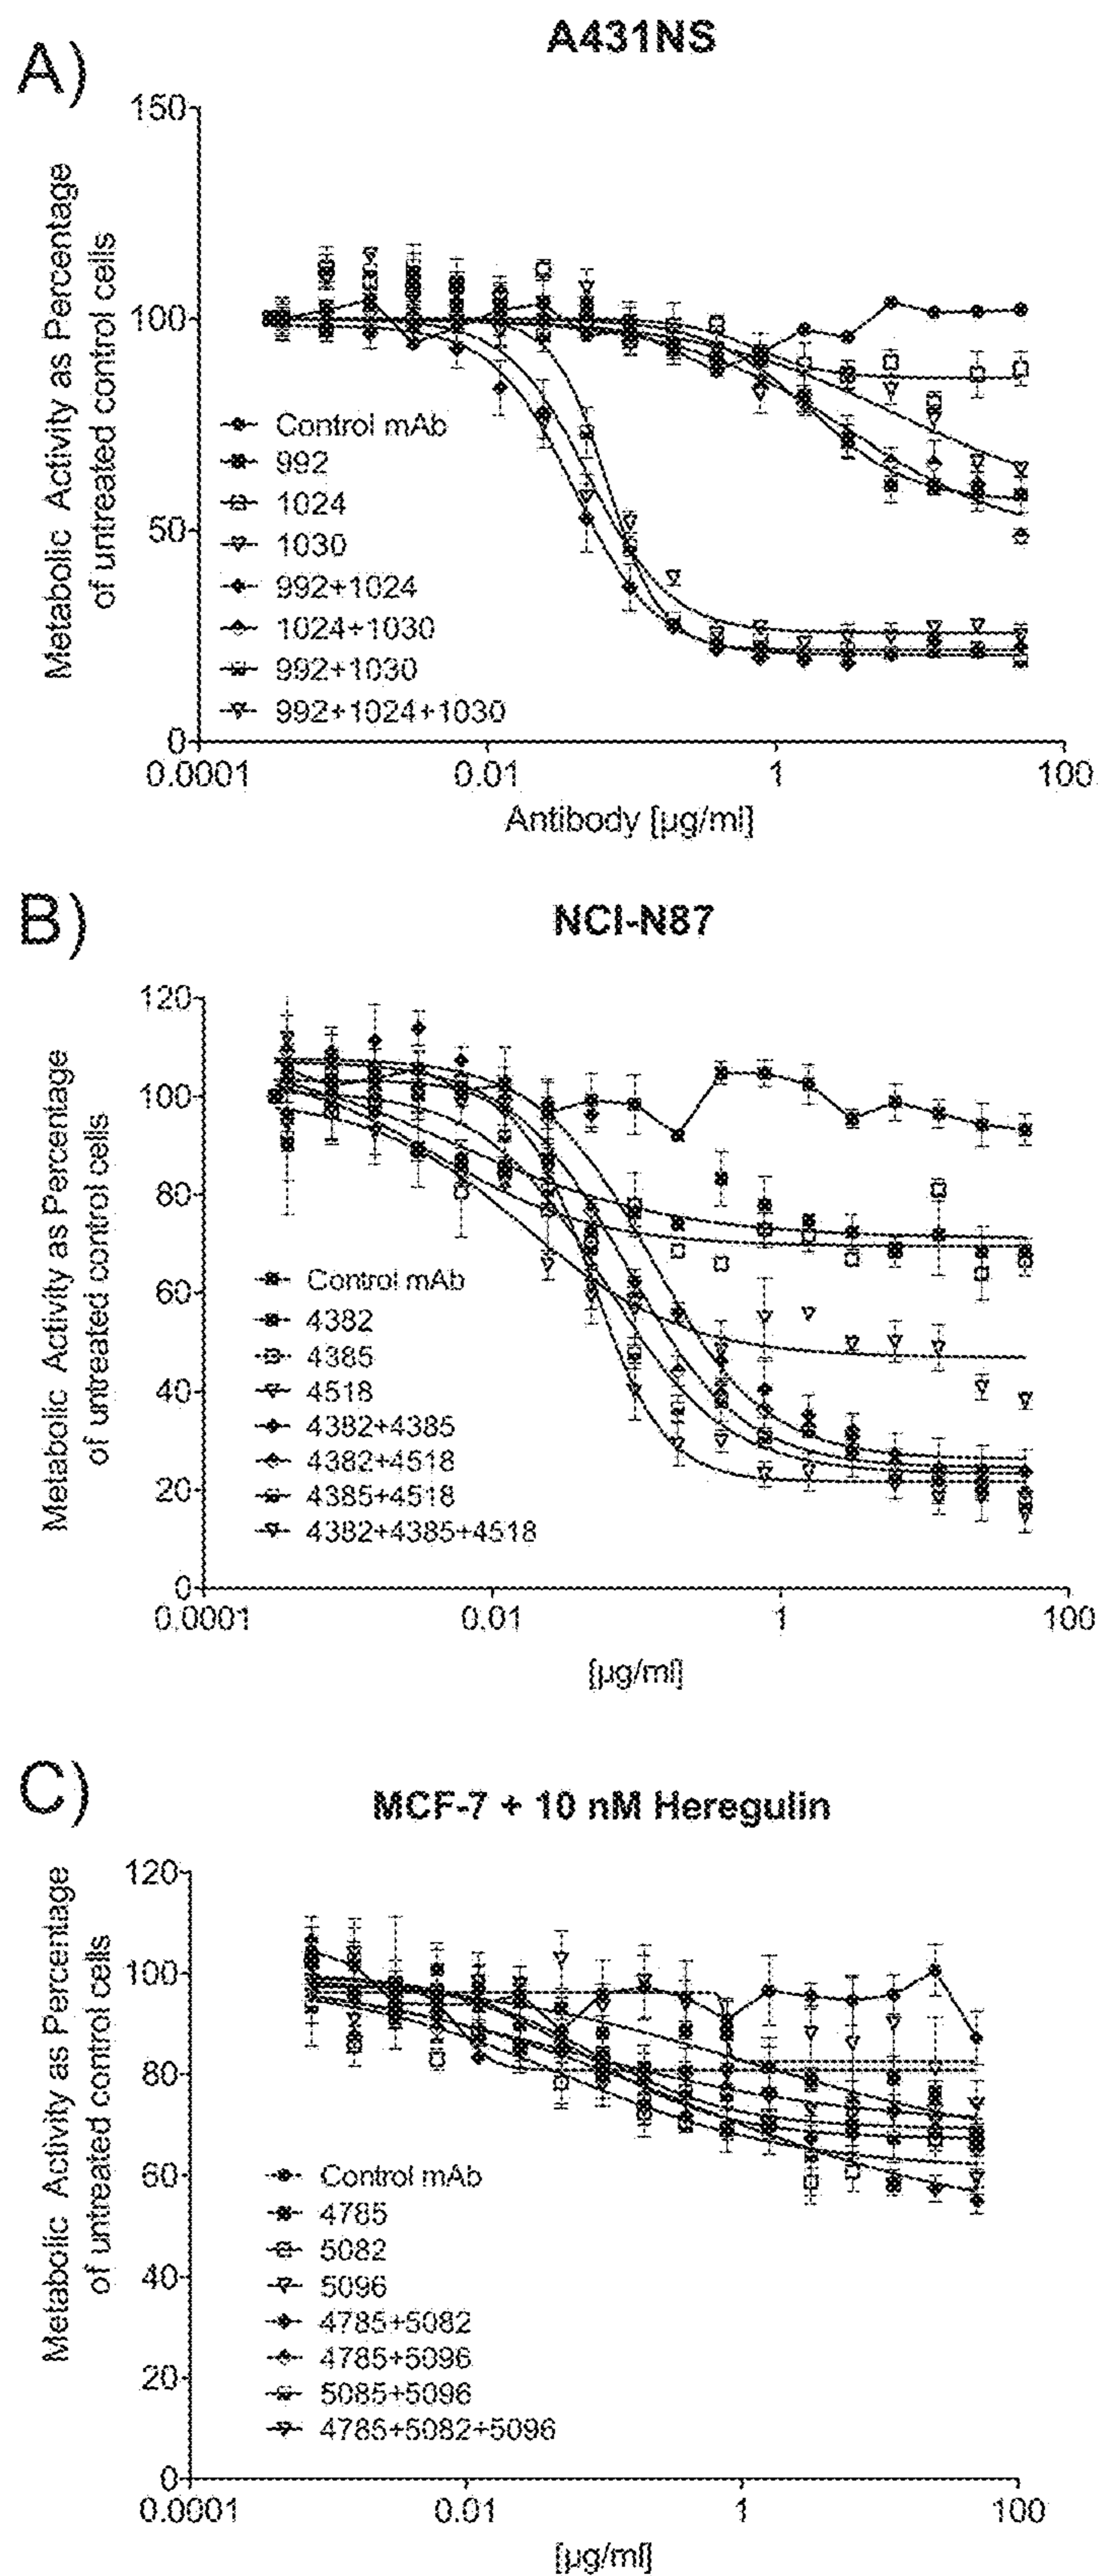 A)
A431NS
Metabolic Activity as Percentage
of untreated control cells
150
100
50
0
Control mAb
992
1024
1030
992+1024
1024+1030
992+1030
992+1024+1030
0.0001
0.01
1
100
Antibody [µg/ml]
B)
NCI-N87
Metabolic Activity as Percentage
of untreated control cells
120
100
80
60
40
20
0
Control mAb
4382
4385
4518
4382+4385
4382+4518
4385+4518
4382+4385+4518
0.0001
0.01
1
100
[µg/ml]
C)
MCF-7 + 10 nM Heregulin
Metabolic Activity as Percentage
of untreated control cells
120
100
80
60
40
20
0
Control mAb
4785
5082
5096
4785+5082
4785+5096
5085+5096
4785+5082+5096
0.0001
0.01
1
100
[µg/ml]